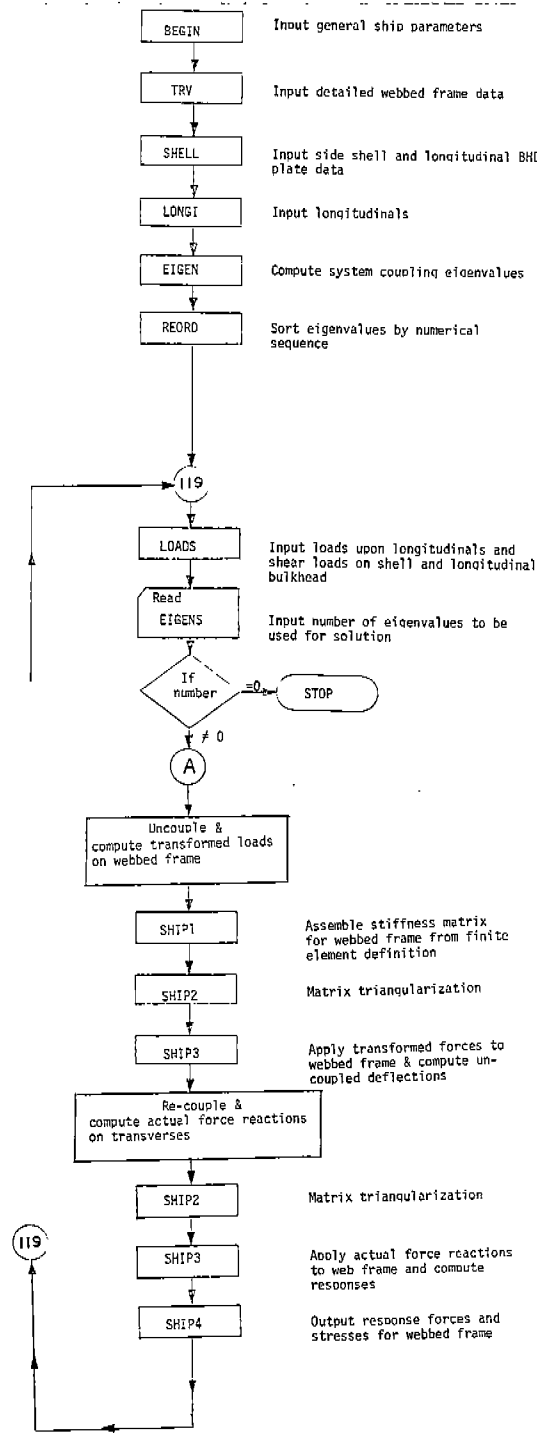 BEGIN
Input general ship parameters
TRV
Input detailed webbed frame data
SHELL
Input side shell and longitudinal BHD
plate data
LONGI
Input longitudinals
EIGEN
Compute system coupling eigenvalues
REORD
Sort eigenvalues by numerical
sequence
119
LOADS
Input loads upon longitudinals and
shear loads on shell and longitudinal
bulkhead
Read
EIGENS
Input number of eigenvalues to be
used for solution
If
number
=0
STOP
≠ 0
A
Uncouple &
compute transformed loads
on webbed frame
SHIP1
Assemble stiffness matrix
for webbed frame from finite
element definition
SHIP2
Matrix triangularization
SHIP3
Apply transformed forces to
webbed frame & compute un-
coupled deflections
Re-couple &
compute actual force reactions
on transverses
SHIP2
Matrix triangularization
119
SHIP3
Apply actual force reactions
to web frame and compute
responses
SHIP4
Output response forces and
stresses for webbed frame